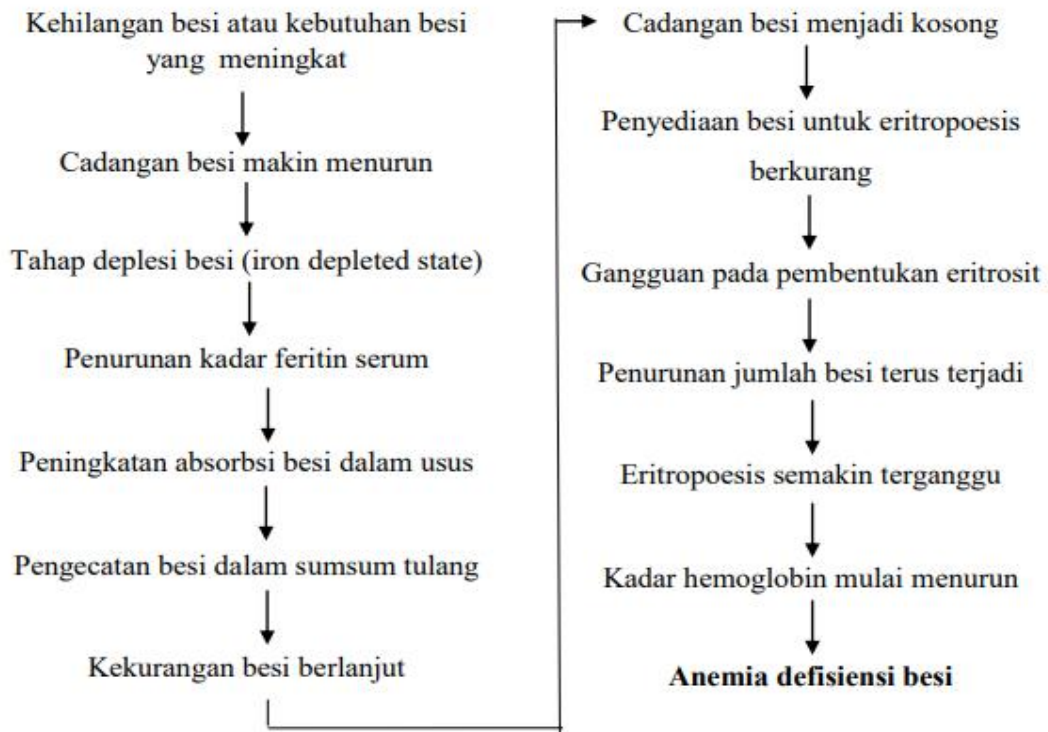 Kehilangan besi atau kebutuhan besi
yang meningkat
Cadangan besi makin menurun
Tahap deplesi besi (iron depleted state)
Penurunan kadar feritin serum
Peningkatan absorbsi besi dalam usus
Pengecatan besi dalam sumsum tulang
Kekurangan besi berlanjut
Cadangan besi menjadi kosong
Penyediaan besi untuk eritropoesis
berkurang
Gangguan pada pembentukan eritrosit
Penurunan jumlah besi terus terjadi
Eritropoesis semakin terganggu
Kadar hemoglobin mulai menurun
Anemia defisiensi besi